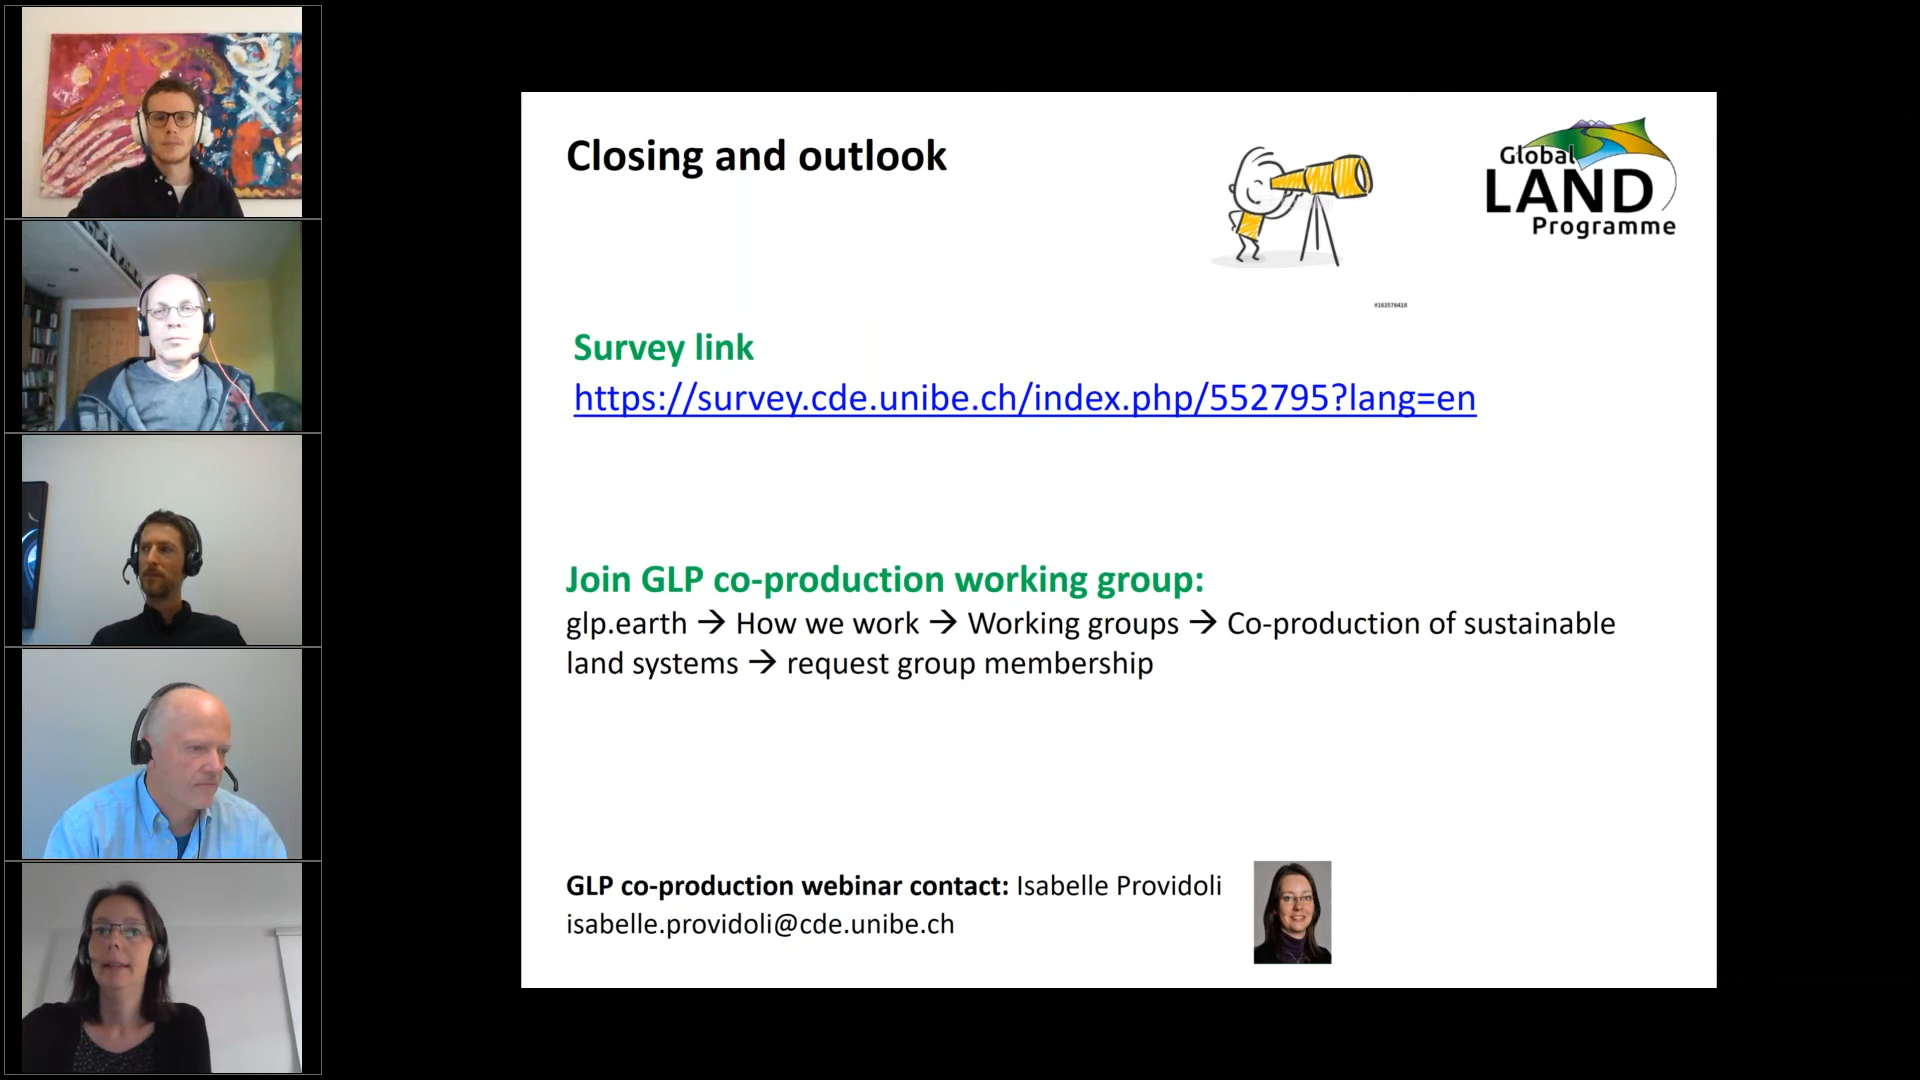 Closing and outlook
Global
LAND
Programme
#163576418
Survey link
https://survey.cde.unibe.ch/index.php/552795?lang=en
Join GLP co-production working group:
glp.earth → How we work → Working groups → Co-production of sustainable
land systems → request group membership
GLP co-production webinar contact: Isabelle Providoli
isabelle.providoli@cde.unibe.ch